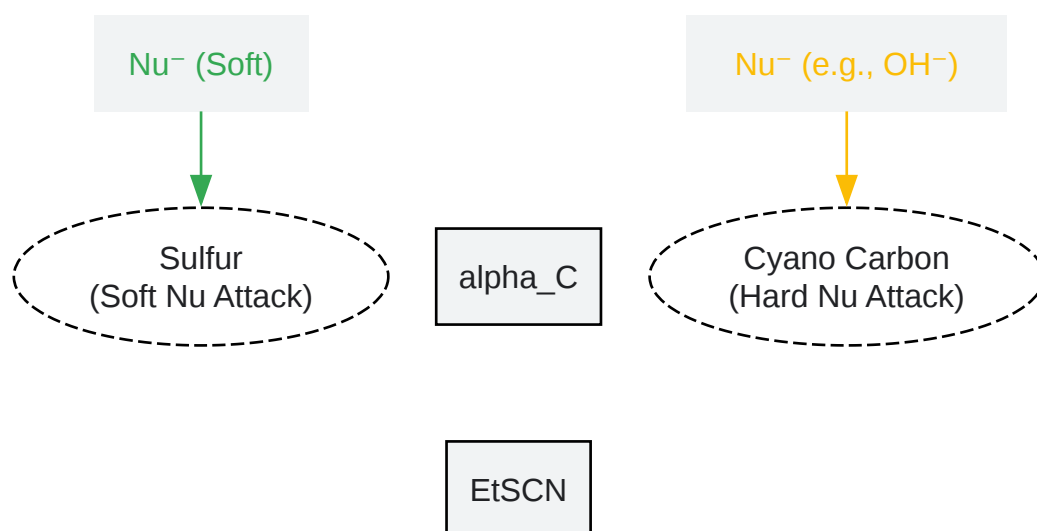 Nu⁻ (Soft)
Nu⁻ (e.g., OH⁻)
Sulfur
(Soft Nu Attack)
alpha_C
Cyano Carbon
(Hard Nu Attack)
EtSCN